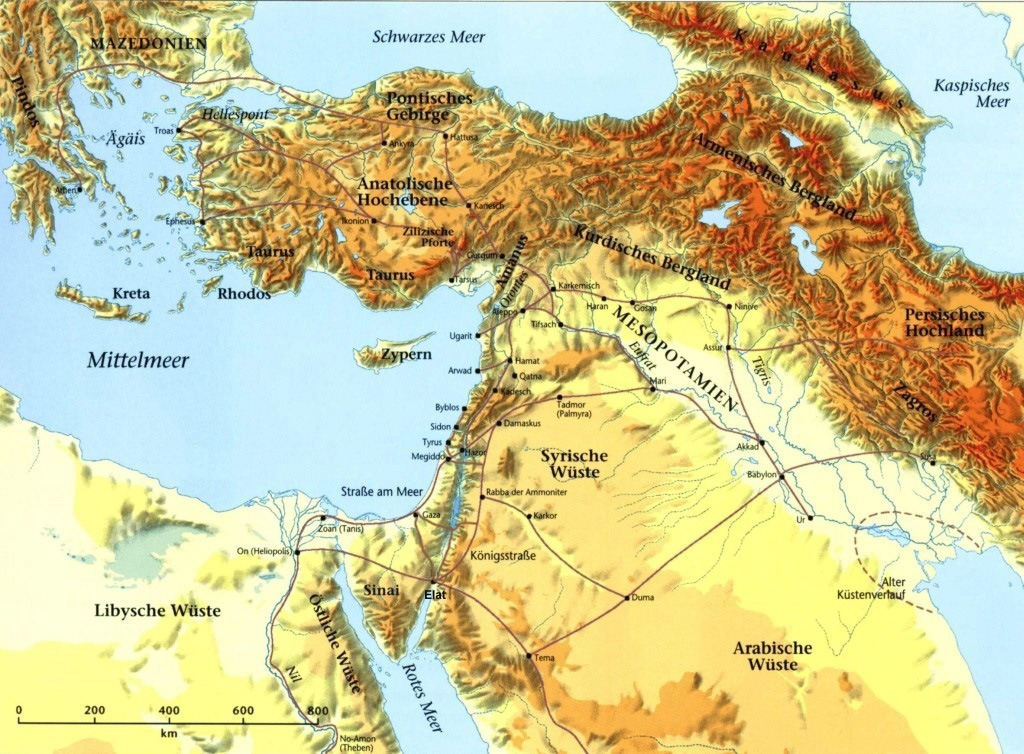 MAZEDONIEN
Schwarzes Meer
Kaukasus
Kaspisches
Meer
Pindos
Pontisches
Gebirge
Hellespont
Troas
Ägäis
Hattusa
Ankyra
Armenisches Bergland
Athen
Anatolische
Hochebene
Kanesch
Ephesus
Ikonion
Zilizische
Pforte
Taurus
Gurgum
Kurdisches Bergland
Taurus
Tarsus
Amanus
Orontes
Kreta
Rhodos
Karkemisch
Haran
Gosan
Ninive
Aleppo
Tifsach
MESOPOTAMIEN
Persisches
Hochland
Ugarit
Mittelmeer
Zypern
Eufrat
Assur
Tigris
Hamat
Arwad
Qatna
Mari
Kadesch
Zagros
Byblos
Tadmor
(Palmyra)
Sidon
Damaskus
Tyrus
Hazor
Megiddo
Akkad
Syrische
Wüste
Susa
Babylon
Straße am Meer
Rabba der Ammoniter
Gaza
Karkor
Ur
Zoan (Tanis)
On (Heliopolis)
Königsstraße
Sinai
Elat
Alter
Küstenverlauf
Duma
Libysche Wüste
Östliche Wüste
Arabische
Wüste
Tema
Nil
Rotes Meer
0 200 400 600 800
km
No-Amon
(Theben)